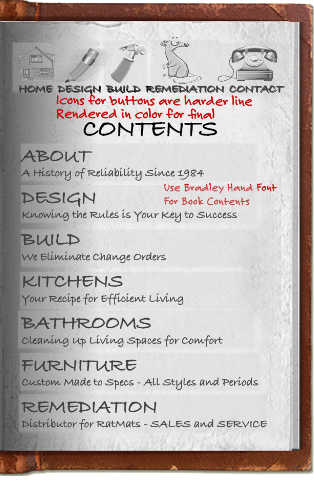 HOME DESIGN BUILD REMEDIATION CONTACT
Icons for buttons are harder line
Rendered in color for final
CONTENTS
ABOUT
A History of Reliability Since 1984
Use Bradley Hand Font
For Book Contents
DESIGN
Knowing the Rules is Your Key to Success
BUILD
We Eliminate Change Orders
KITCHENS
Your Recipe for Efficient Living
BATHROOMS
Cleaning Up Living Spaces for Comfort
FURNITURE
Custom Made to Specs - All Styles and Periods
REMEDIATION
Distributor for RatMats - SALES and SERVICE